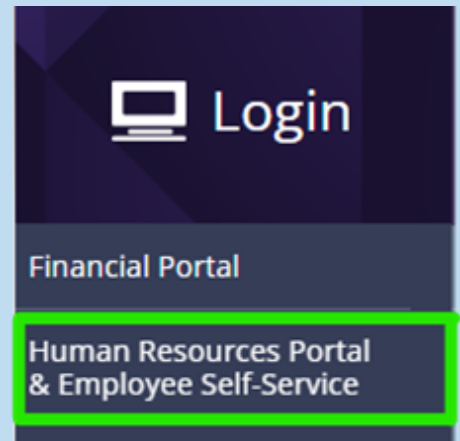 Login
Financial Portal
Human Resources Portal
& Employee Self-Service